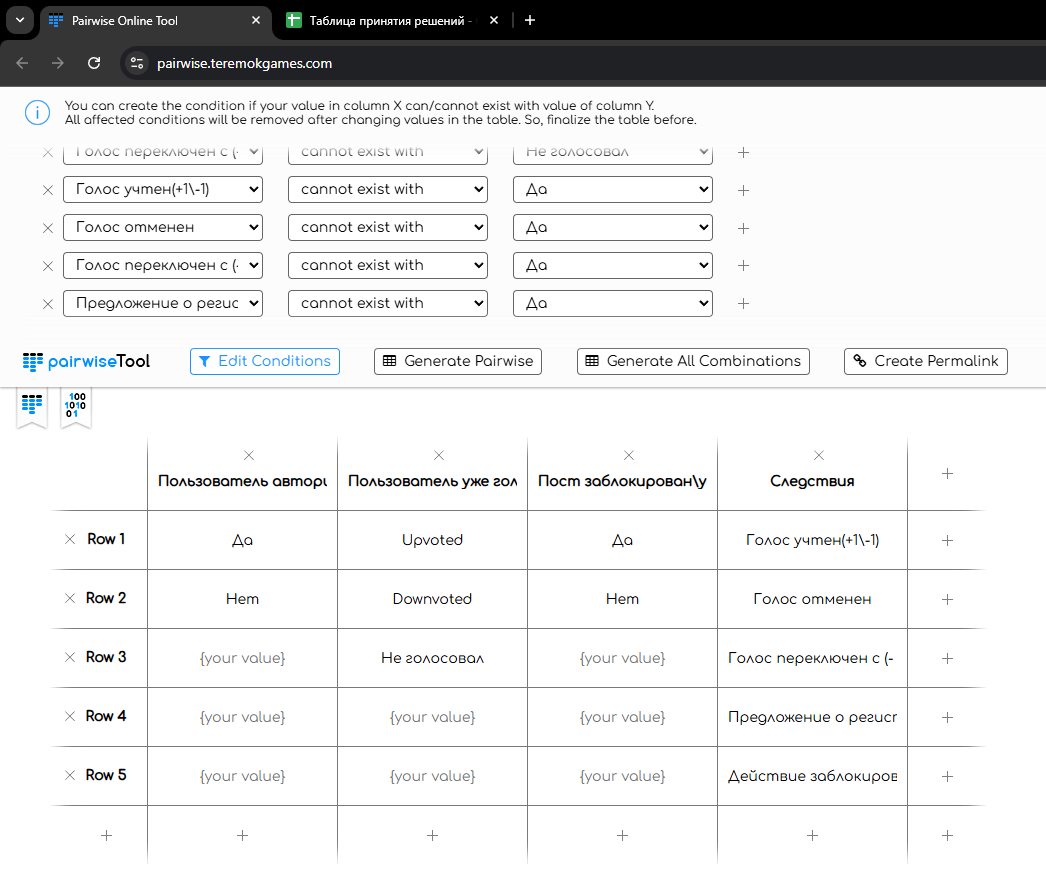 Pairwise Online Tool
Таблица принятия решений -
pairwise.teremokgames.com
You can create the condition if your value in column X can/cannot exist with value of column Y.
All affected conditions will be removed after changing values in the table. So, finalize the table before.
Голос переключен с (- cannot exist with Не голосовал
Голос учтен(+1\-1) cannot exist with Да
Голос отменен cannot exist with Да
Голос переключен с (- cannot exist with Да
Предложение о регис cannot exist with Да
pairwiseTool Edit Conditions Generate Pairwise Generate All Combinations Create Permalink
100
1010
01
Пользователь автори Пользователь уже гол Пост заблокирован\у Следствия
Row 1 Да Upvoted Да Голос учтен(+1\-1)
Row 2 Нет Downvoted Нет Голос отменен
Row 3 {your value} Не голосовал {your value} Голос переключен с (-
Row 4 {your value} {your value} {your value} Предложение о регист
Row 5 {your value} {your value} {your value} Действие заблокиров